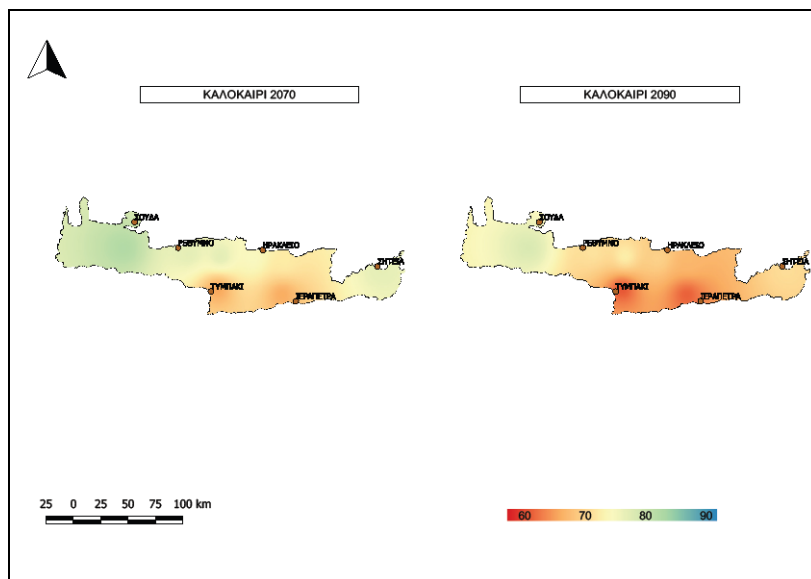 ΚΑΛΟΚΑΙΡΙ 2070
ΚΑΛΟΚΑΙΡΙ 2090
ΣΟΥΔΑ
ΡΕΘΥΜΝΟ
ΗΡΑΚΛΕΙΟ
ΣΗΤΕΙΑ
ΤΥΜΠΑΚΙ
ΙΕΡΑΠΕΤΡΑ
ΣΟΥΔΑ
ΡΕΘΥΜΝΟ
ΗΡΑΚΛΕΙΟ
ΣΗΤΕΙΑ
ΤΥΜΠΑΚΙ
ΙΕΡΑΠΕΤΡΑ
25 0 25 50 75 100 km
60 70 80 90